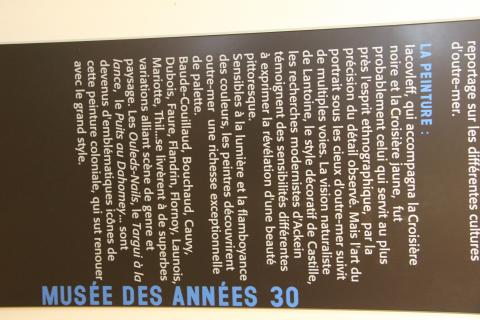 reportage sur les différentes cultures
d'outre-mer.
LA PEINTURE :
Iacovleff, qui accompagna la Croisière
noire et la Croisière jaune, fut
probablement celui qui servit au plus
près l'esprit ethnographique, par la
précision du détail observé. Mais l'art du
portrait sous les cieux d'outre-mer suivit
de multiples voies. La vision naturaliste
de Lantoine, le style décoratif de Castille,
les recherches modernistes d'Ackein
témoignent des sensibilités différentes
à exprimer la révélation d'une beauté
pittoresque.
Sensibles à la lumière et la flamboyance
des couleurs, les peintres découvrirent
outre-mer une richesse exceptionnelle
de palette.
Baude-Couillaud, Bouchaud, Cauvy,
Dubois, Faure, Flandrin, Flornoy, Launois,
Mariotte, Thil...se livrèrent à de superbes
variations alliant scène de genre et
paysage. Les Ouleds-Naïls, le Targui à la
lance, le Puits au Dahomey... sont
devenus d'emblématiques icônes de
cette peinture coloniale, qui sut renouer
avec le grand style.
MUSÉE DES ANNÉES 30